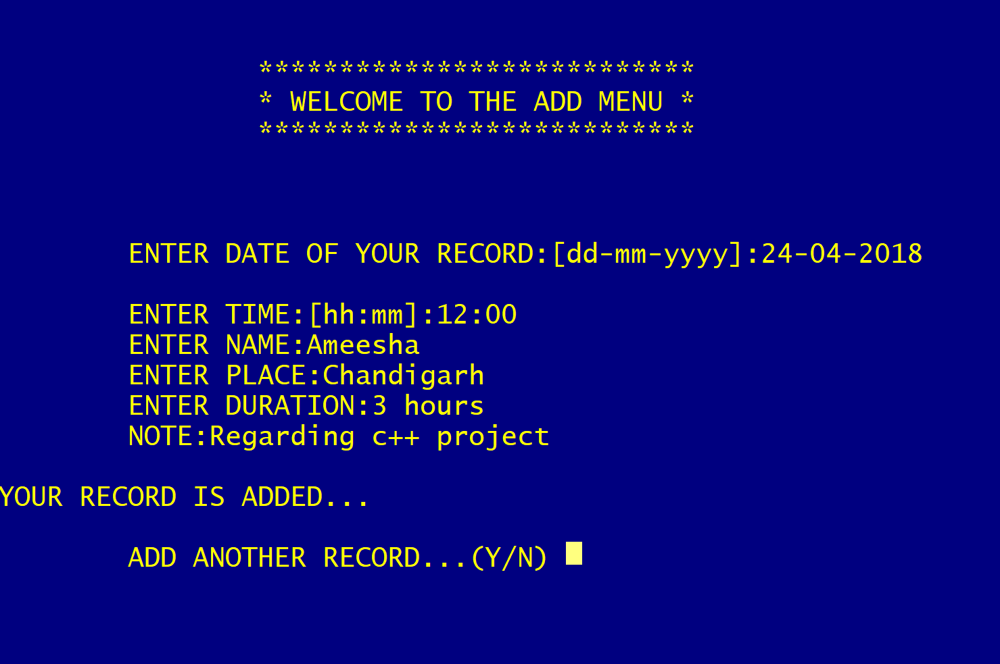 ***************************
* WELCOME TO THE ADD MENU *
***************************
ENTER DATE OF YOUR RECORD:[dd-mm-yyyy]:24-04-2018
ENTER TIME:[hh:mm]:12:00
ENTER NAME:Ameesha
ENTER PLACE:Chandigarh
ENTER DURATION:3 hours
NOTE:Regarding c++ project
YOUR RECORD IS ADDED...
ADD ANOTHER RECORD...(Y/N)